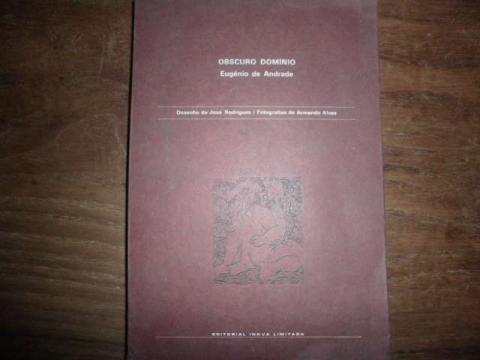 OBSCURO DOMÍNIO
Eugénio de Andrade
Desenho de José Rodrigues / Fotografias de Armando Alves
EDITORIAL INOVA LIMITADA